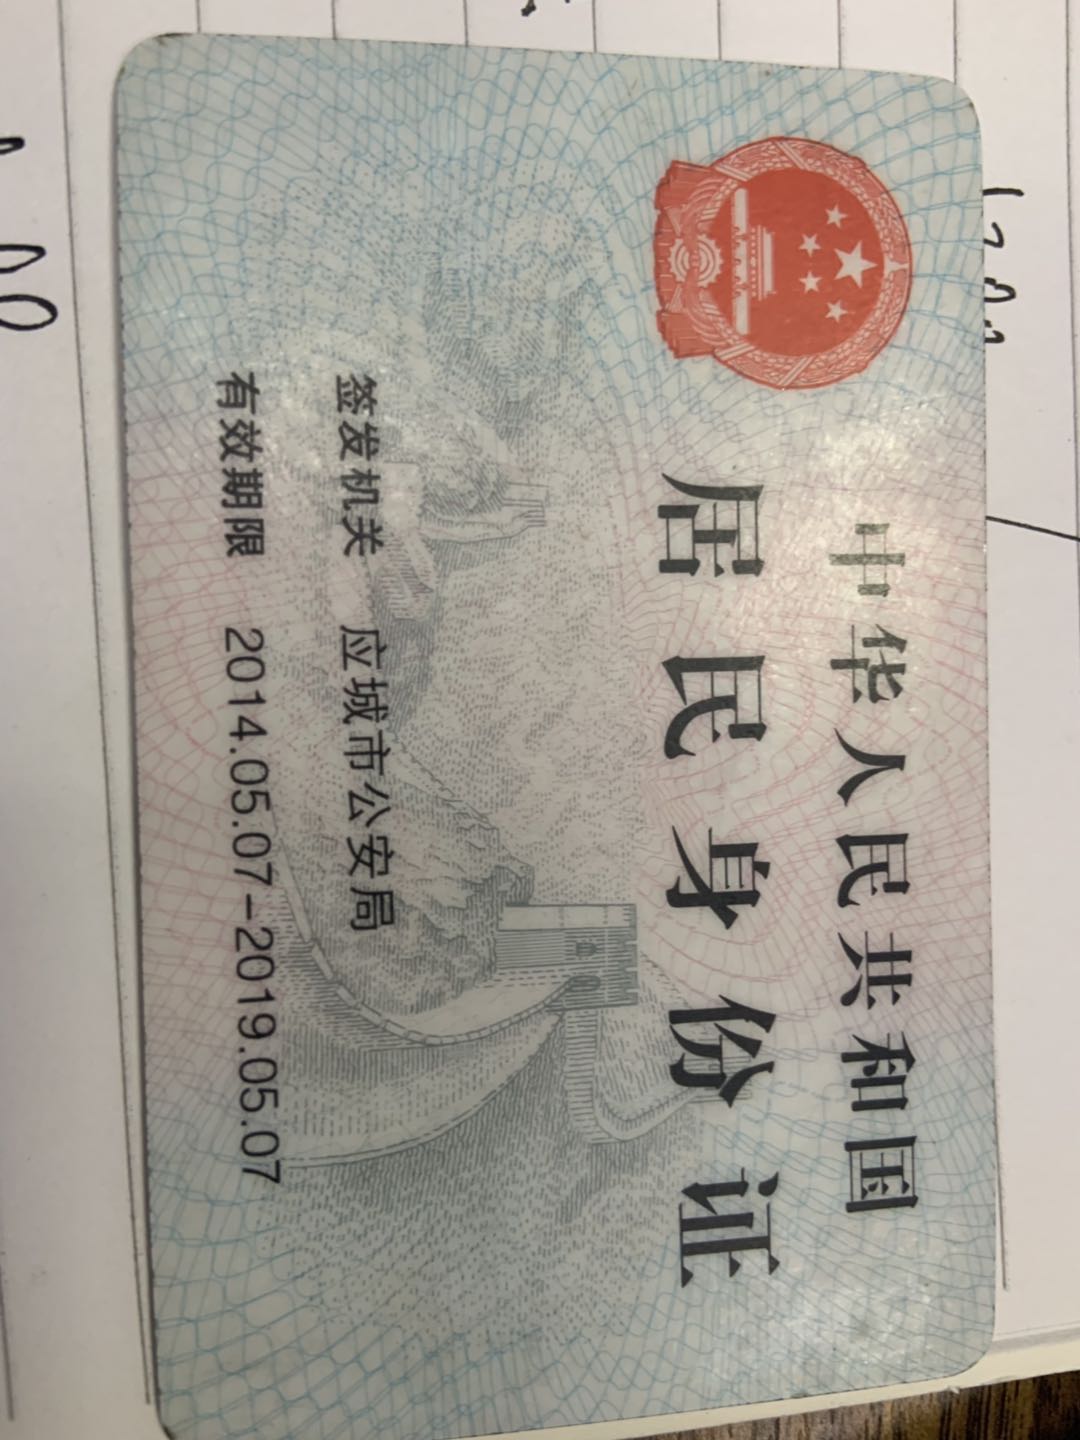 中华人民共和国
居民身份证
签发机关 应城市公安局
有效期限 2014.05.07-2019.05.07